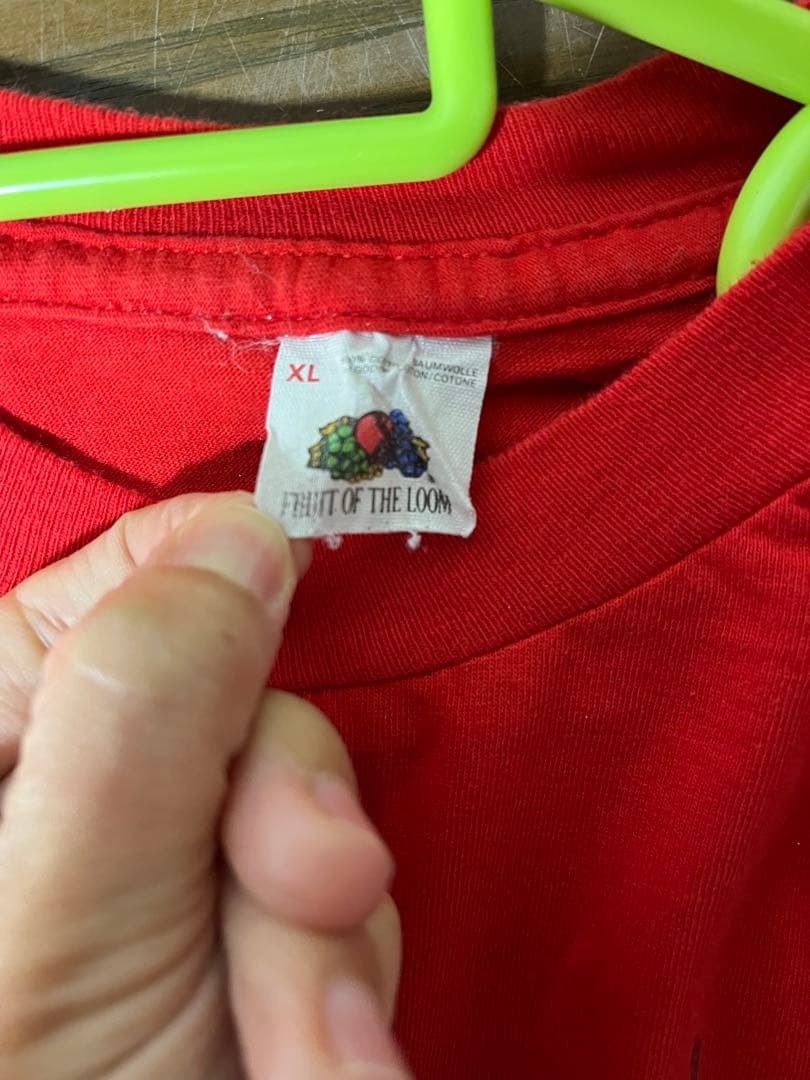 XL
BAUMWOLLE
/COTONE
FRUIT OF THE LOOM